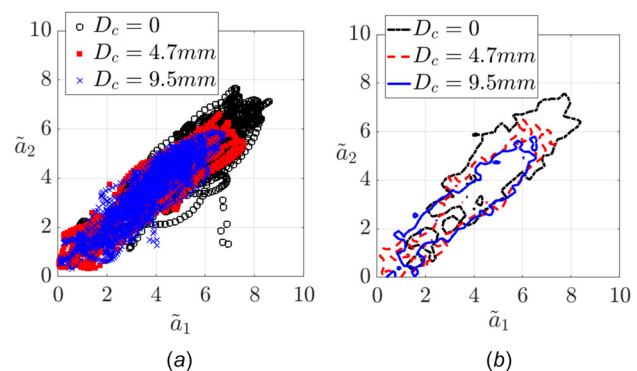 (a)
10
8
6
4
2
0
ã₂
D_c = 0
D_c = 4.7mm
D_c = 9.5mm
0 2 4 6 8 10
ã₁
(b)
10
8
6
4
2
0
ã₂
D_c = 0
D_c = 4.7mm
D_c = 9.5mm
2 4 6 8 10
ã₁
(a)
(b)